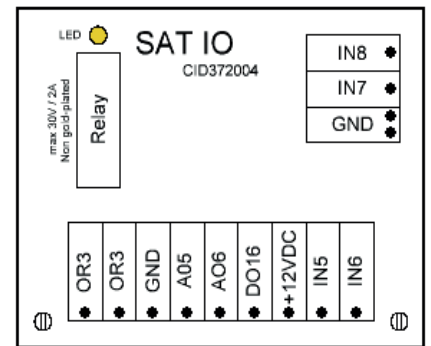 LED
SAT IO
CID372004
max 30V / 2A
Non gold-plated
Relay
IN8
IN7
GND
OR3
OR3
GND
A05
AO6
DO16
+12VDC
IN5
IN6